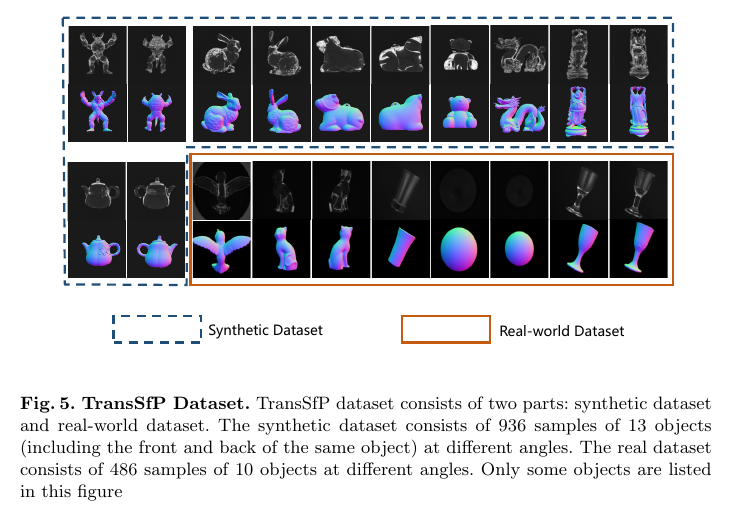 Synthetic Dataset
Real-world Dataset
Fig. 5. TransSfP Dataset. TransSfP dataset consists of two parts: synthetic dataset
and real-world dataset. The synthetic dataset consists of 936 samples of 13 objects
(including the front and back of the same object) at different angles. The real dataset
consists of 486 samples of 10 objects at different angles. Only some objects are listed
in this figure